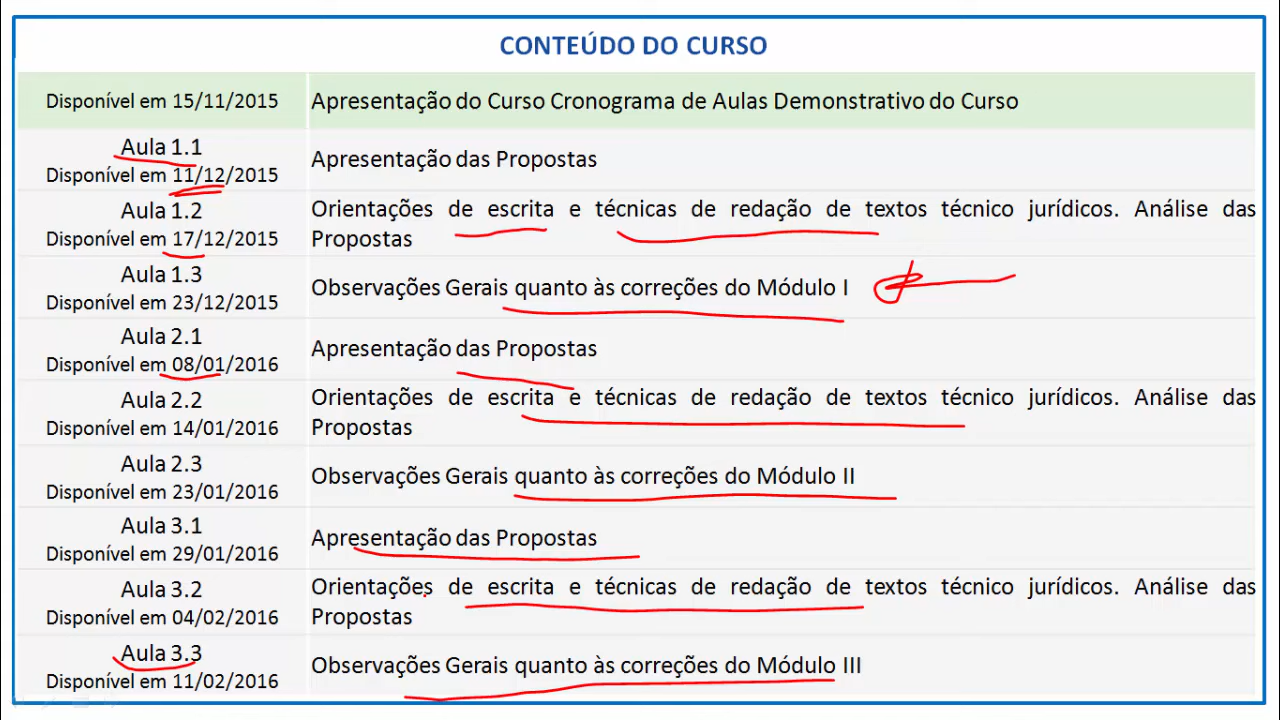 CONTEÚDO DO CURSO
Disponível em 15/11/2015
Apresentação do Curso Cronograma de Aulas Demonstrativo do Curso
Aula 1.1
Disponível em 11/12/2015
Apresentação das Propostas
Aula 1.2
Disponível em 17/12/2015
Orientações de escrita e técnicas de redação de textos técnico jurídicos. Análise das
Propostas
Aula 1.3
Disponível em 23/12/2015
Observações Gerais quanto às correções do Módulo I
Aula 2.1
Disponível em 08/01/2016
Apresentação das Propostas
Aula 2.2
Disponível em 14/01/2016
Orientações de escrita e técnicas de redação de textos técnico jurídicos. Análise das
Propostas
Aula 2.3
Disponível em 23/01/2016
Observações Gerais quanto às correções do Módulo II
Aula 3.1
Disponível em 29/01/2016
Apresentação das Propostas
Aula 3.2
Disponível em 04/02/2016
Orientações de escrita e técnicas de redação de textos técnico jurídicos. Análise das
Propostas
Aula 3.3
Disponível em 11/02/2016
Observações Gerais quanto às correções do Módulo III